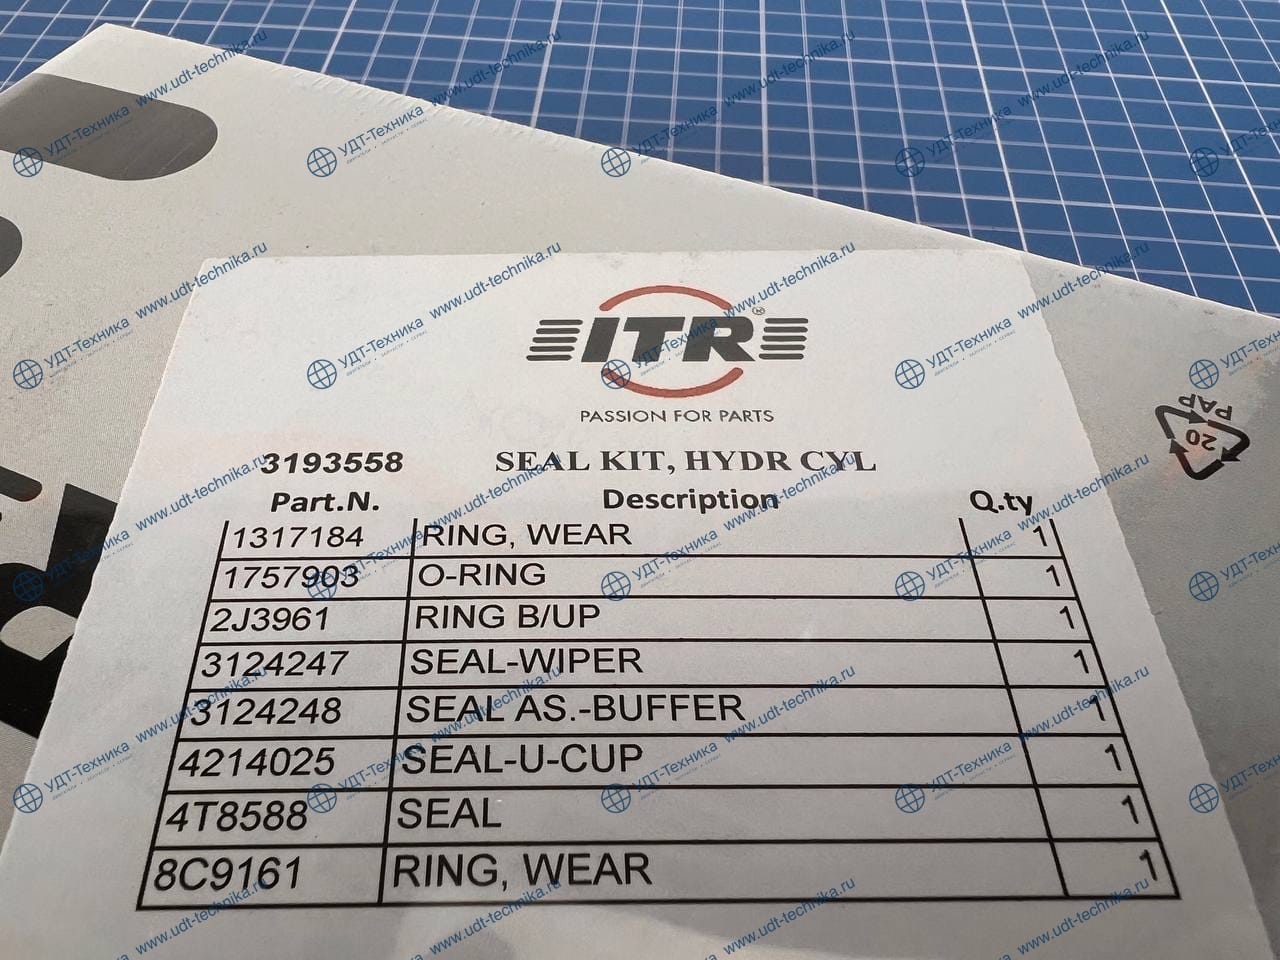 ITR®
PASSION FOR PARTS
3193558 SEAL KIT, HYDR CYL
Part.N. Description Q.ty
1317184 RING, WEAR 1
1757903 O-RING 1
2J3961 RING B/UP 1
3124247 SEAL-WIPER 1
3124248 SEAL AS.-BUFFER 1
4214025 SEAL-U-CUP 1
4T8588 SEAL 1
8C9161 RING, WEAR 1
20
PAP
УДТ-Техника
www.udt-technika.ru